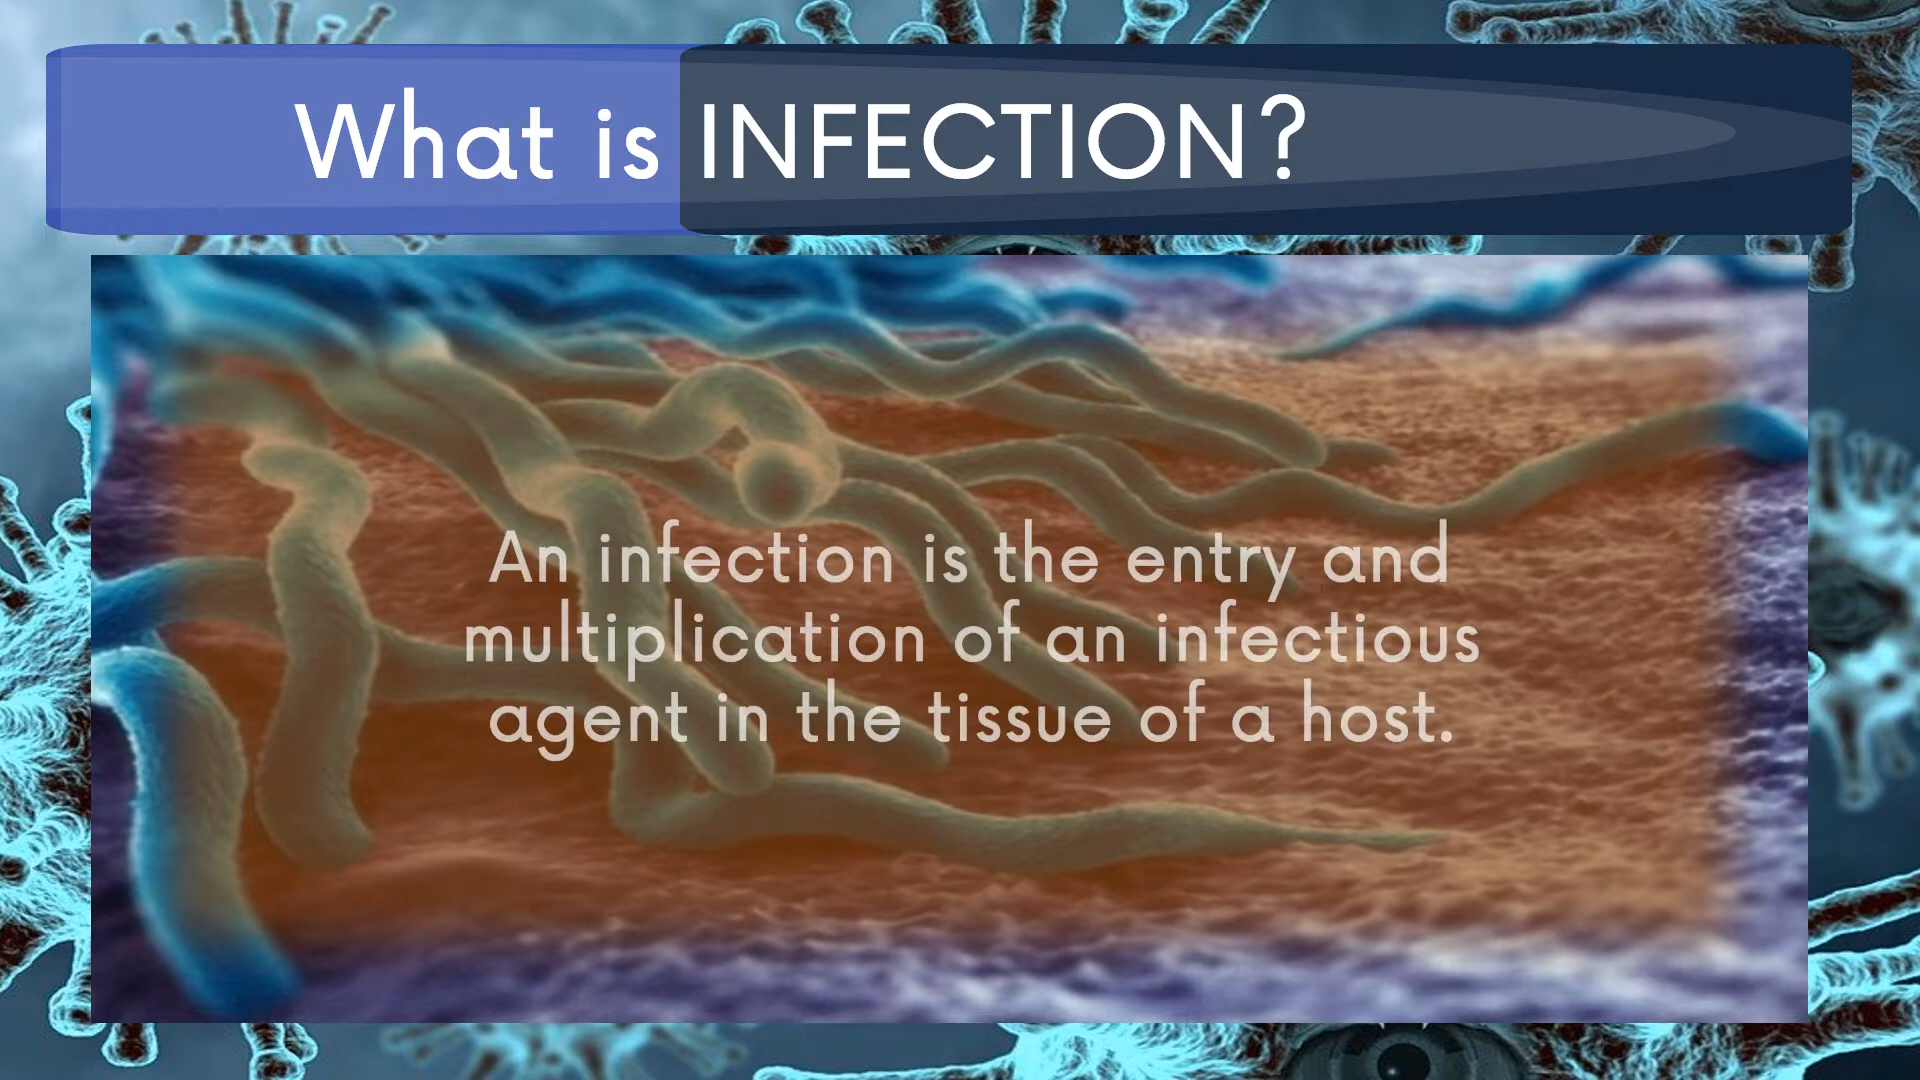 What is INFECTION?
An infection is the entry and
multiplication of an infectious
agent in the tissue of a host.